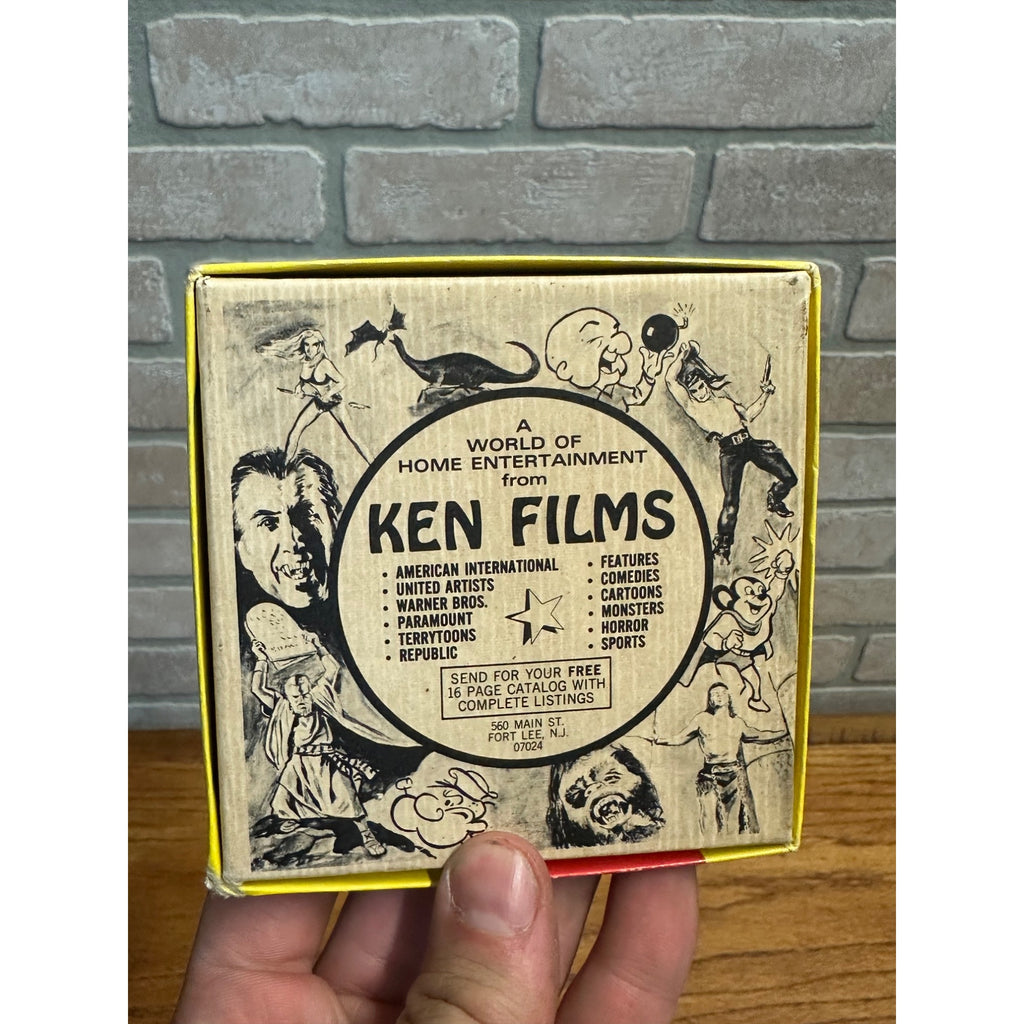 A
WORLD OF
HOME ENTERTAINMENT
from
KEN FILMS
• AMERICAN INTERNATIONAL
• UNITED ARTISTS
• WARNER BROS.
• PARAMOUNT
• TERRYTOONS
• REPUBLIC
• FEATURES
• COMEDIES
• CARTOONS
• MONSTERS
• HORROR
• SPORTS
SEND FOR YOUR FREE
16 PAGE CATALOG WITH
COMPLETE LISTINGS
560 MAIN ST.
FORT LEE, N.J.
07024